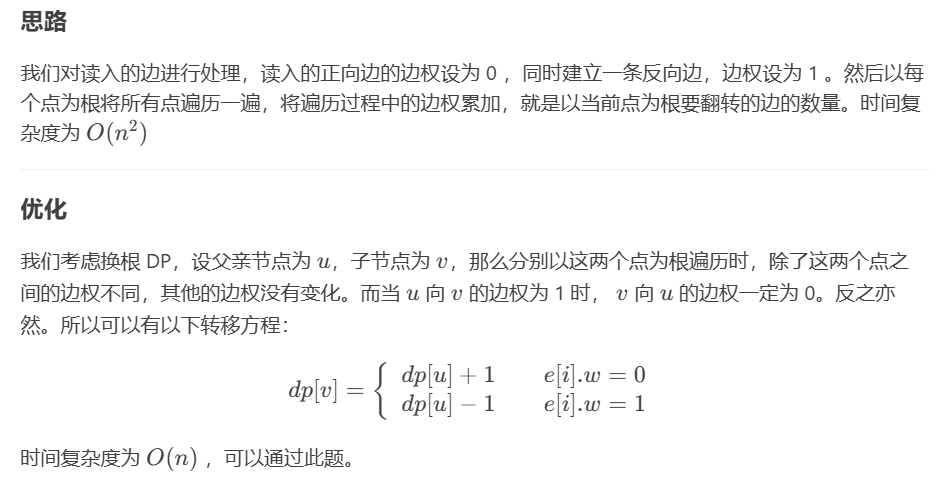 思路
我们对读入的边进行处理，读入的正向边的边权设为 0 ，同时建立一条反向边，边权设为 1 。然后以每
个点为根将所有点遍历一遍，将遍历过程中的边权累加，就是以当前点为根要翻转的边的数量。时间复
杂度为 O(n²)
优化
我们考虑换根 DP，设父亲节点为 u，子节点为 v，那么分别以这两个点为根遍历时，除了这两个点之
间的边权不同，其他的边权没有变化。而当 u 向 v 的边权为 1 时， v 向 u 的边权一定为 0。反之亦
然。所以可以有以下转移方程：
dp[v] = { dp[u] + 1 e[i].w = 0
dp[u] − 1 e[i].w = 1
时间复杂度为 O(n) ，可以通过此题。